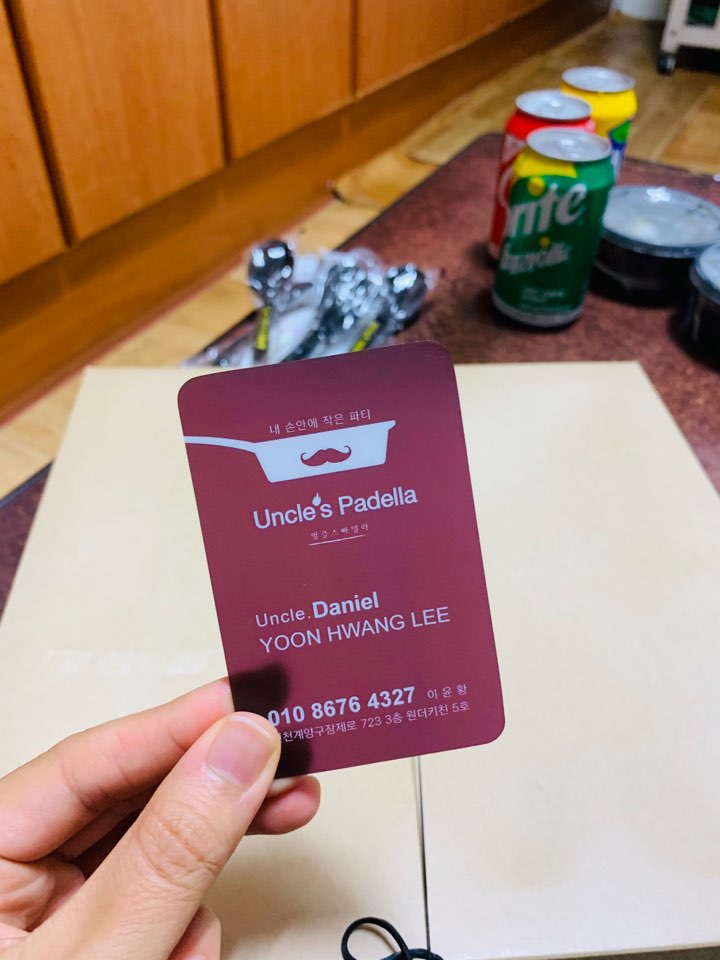 내 손안에 작은 파티
Uncle's Padella
엉클스빠델라
Uncle.Daniel
YOON HWANG LEE
010 8676 4327 이 윤 황
천계양구장제로 723 3층 원더키친 5호
rite